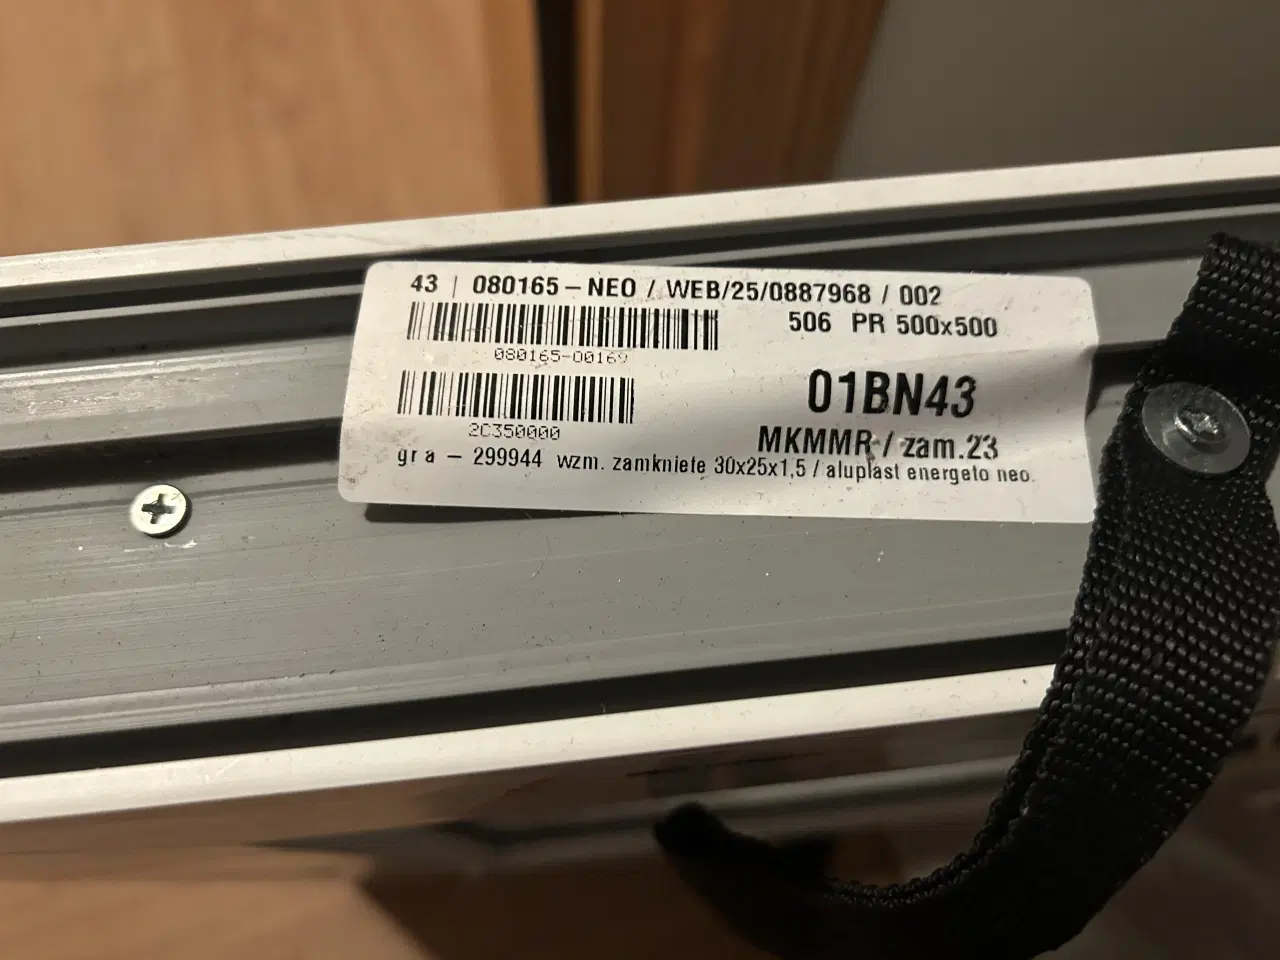 43 | 080165 – NEO / WEB/25/0887968 / 002
506 PR 500x500
080165-00169
01BN43
2C350000
MKMMR / zam.23
gr a – 299944 wzm. zamkniete 30x25x1,5 / aluplast energeto neo.